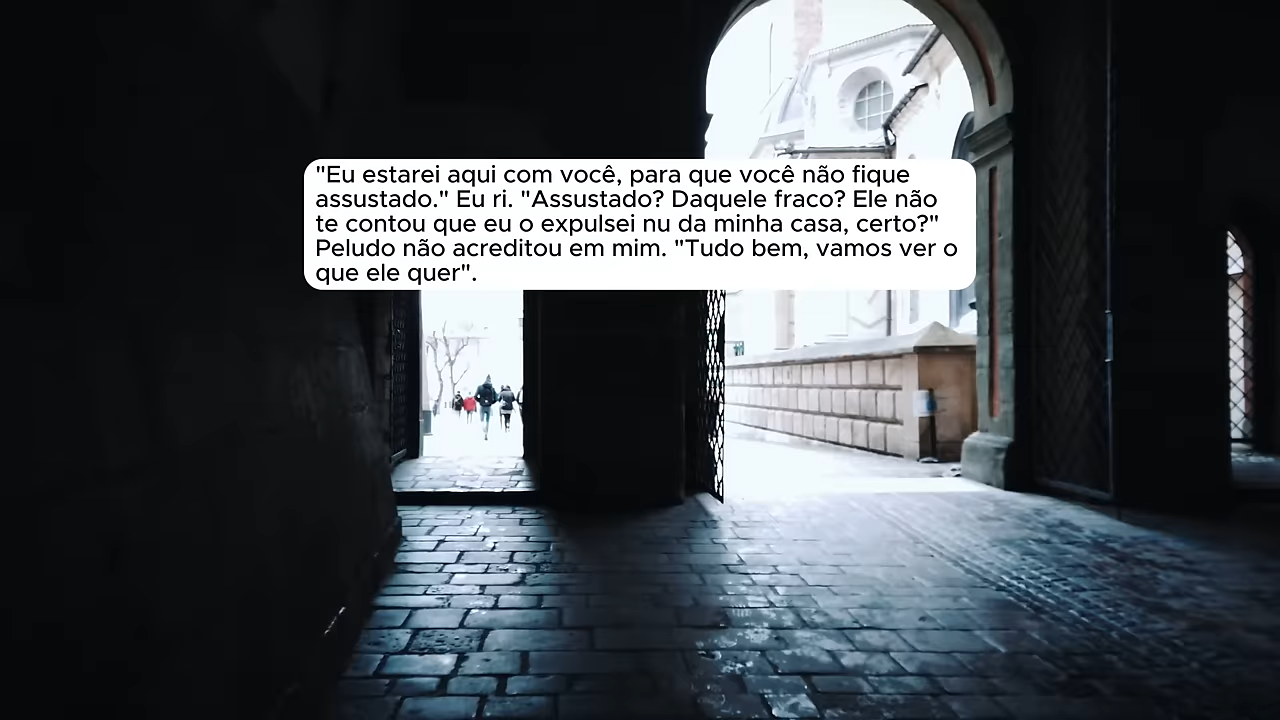 "Eu estarei aqui com você, para que você não fique
assustado." Eu ri. "Assustado? Daquele fraco? Ele não
te contou que eu o expulsei nu da minha casa, certo?"
Peludo não acreditou em mim. "Tudo bem, vamos ver o
que ele quer".